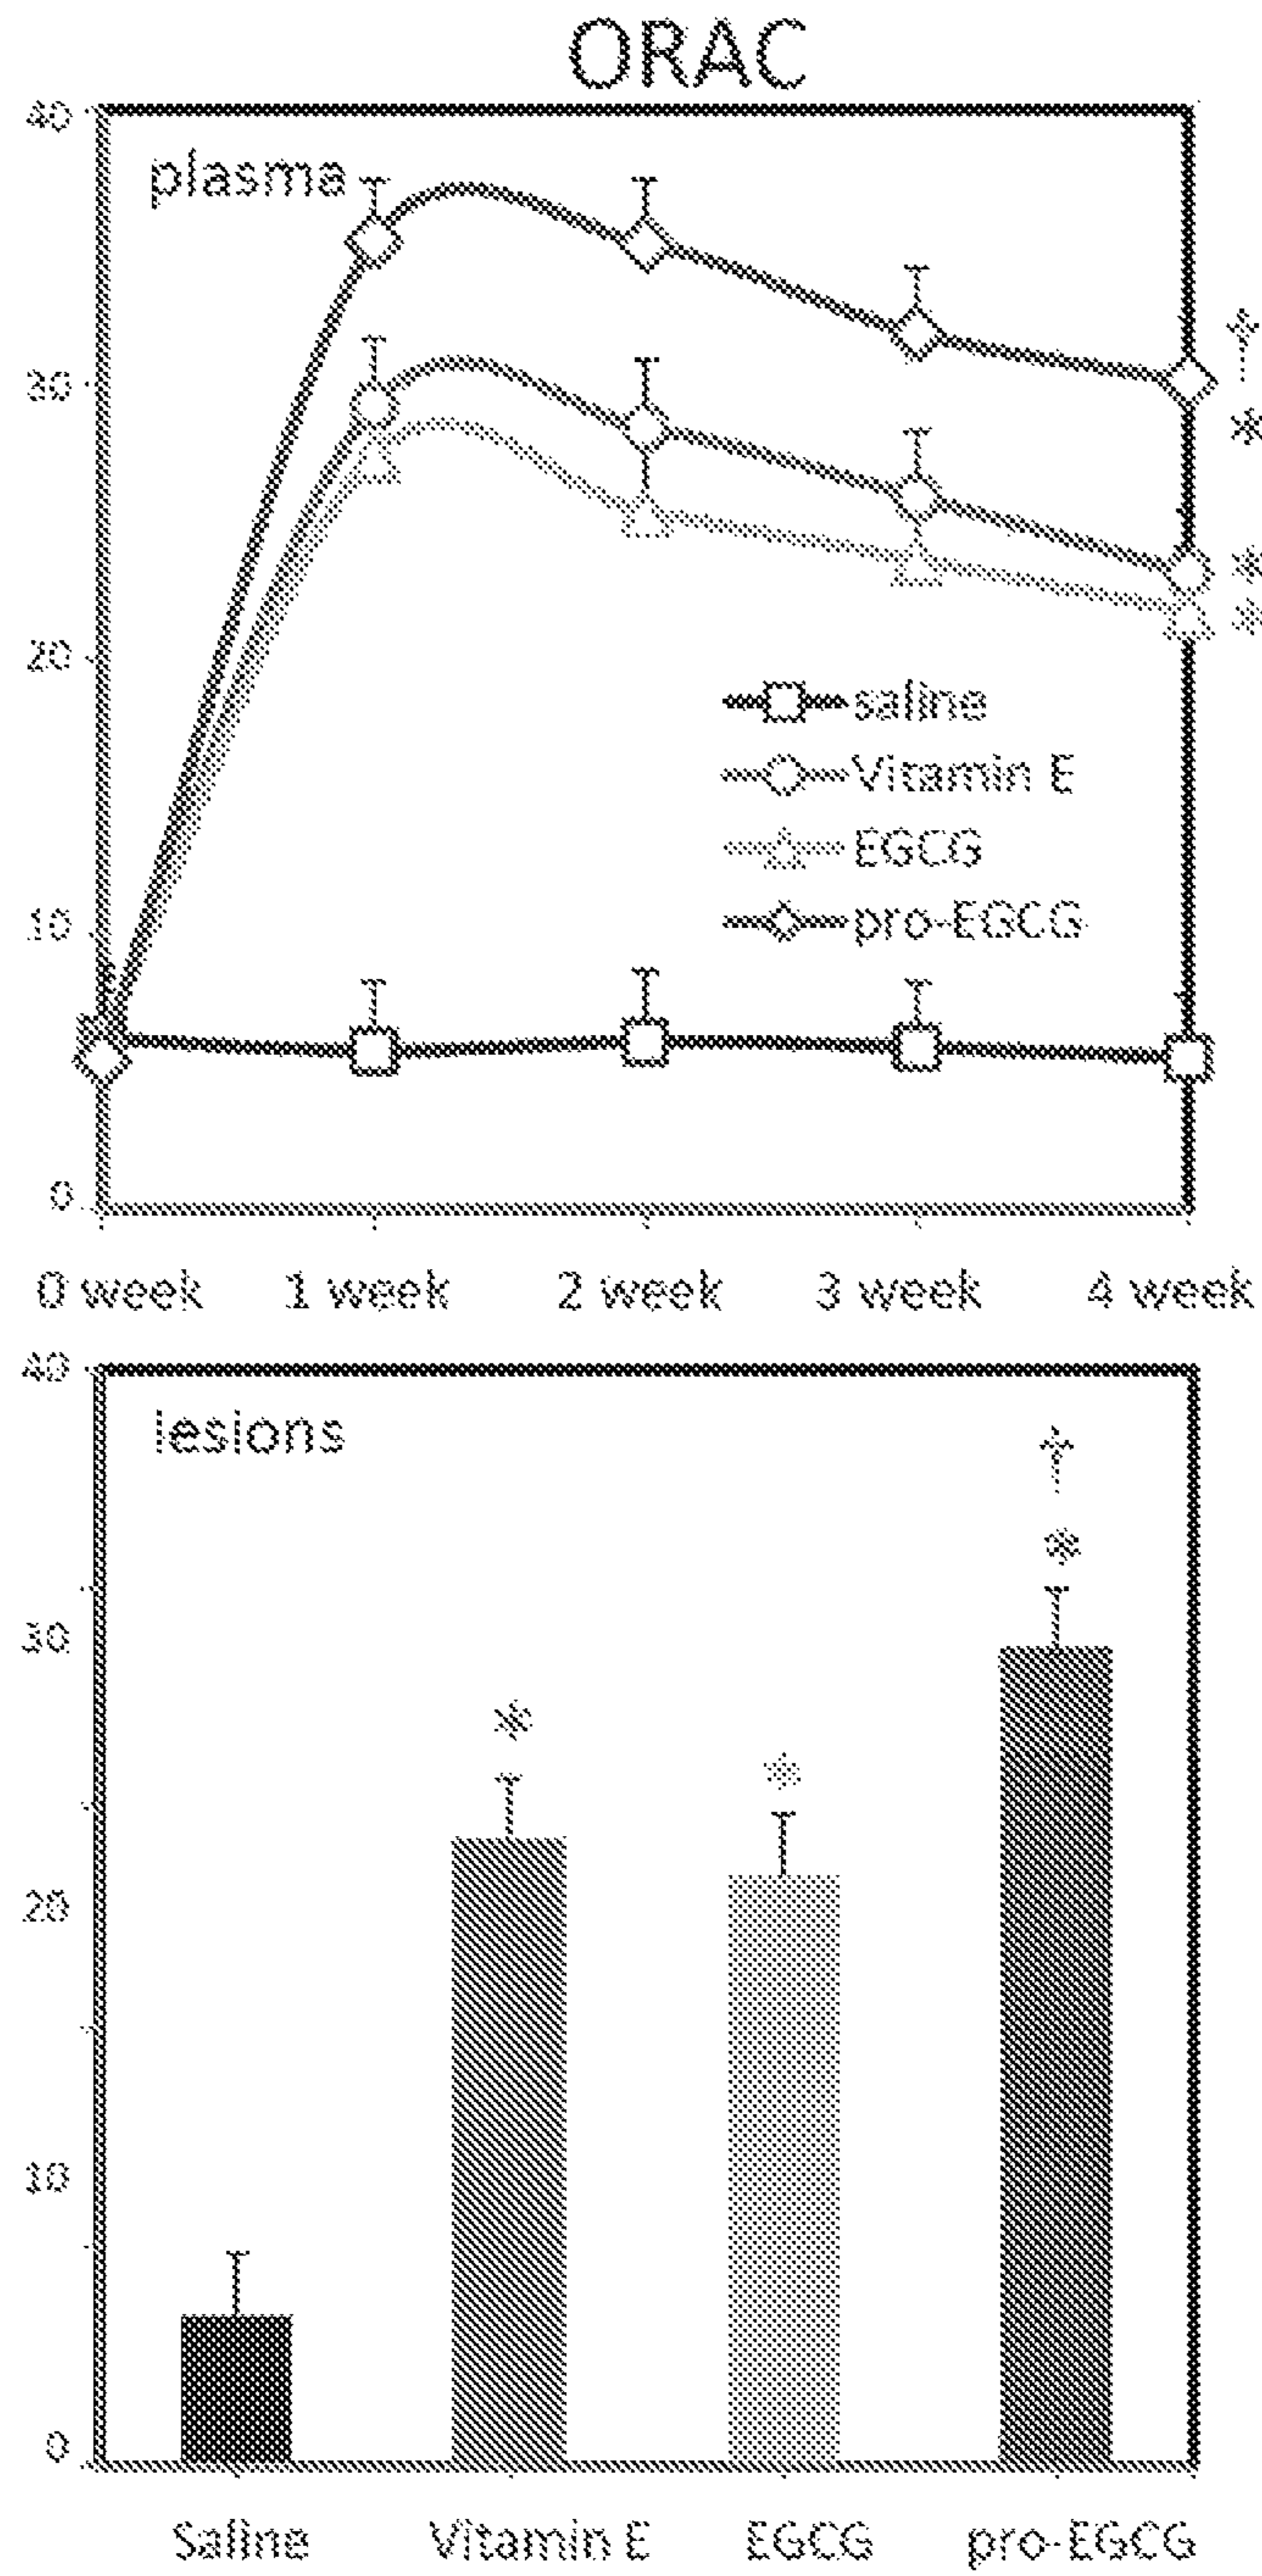 ORAC
40
plasma
†
30
*
*
20
*
saline
Vitamin E
EGCG
10
pro-EGCG
0
0 week 1 week 2 week 3 week 4 week
40
lesions
†
*
30
*
*
20
10
0
Saline Vitamin E EGCG pro-EGCG